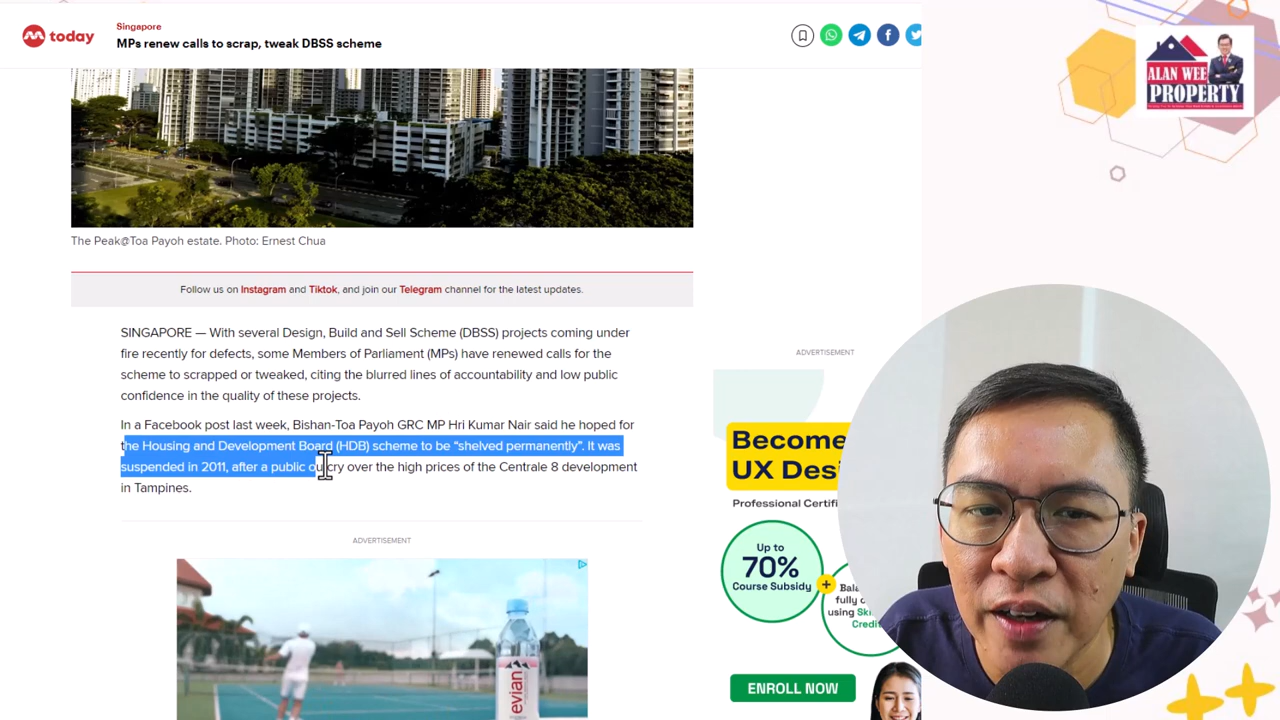 today
Singapore
MPs renew calls to scrap, tweak DBSS scheme
ALAN WEE
PROPERTY
The Peak@Toa Payoh estate. Photo: Ernest Chua
Follow us on Instagram and Tiktok, and join our Telegram channel for the latest updates.
SINGAPORE — With several Design, Build and Sell Scheme (DBSS) projects coming under
fire recently for defects, some Members of Parliament (MPs) have renewed calls for the
scheme to scrapped or tweaked, citing the blurred lines of accountability and low public
confidence in the quality of these projects.
In a Facebook post last week, Bishan-Toa Payoh GRC MP Hri Kumar Nair said he hoped for
the Housing and Development Board (HDB) scheme to be “shelved permanently”. It was
suspended in 2011, after a public outcry over the high prices of the Centrale 8 development
in Tampines.
ADVERTISEMENT
evian
ADVERTISEMENT
Become
UX Desi
Professional Certifi
Up to
70%
Course Subsidy
+
Bala
fully o
using Ski
Credi
ENROLL NOW